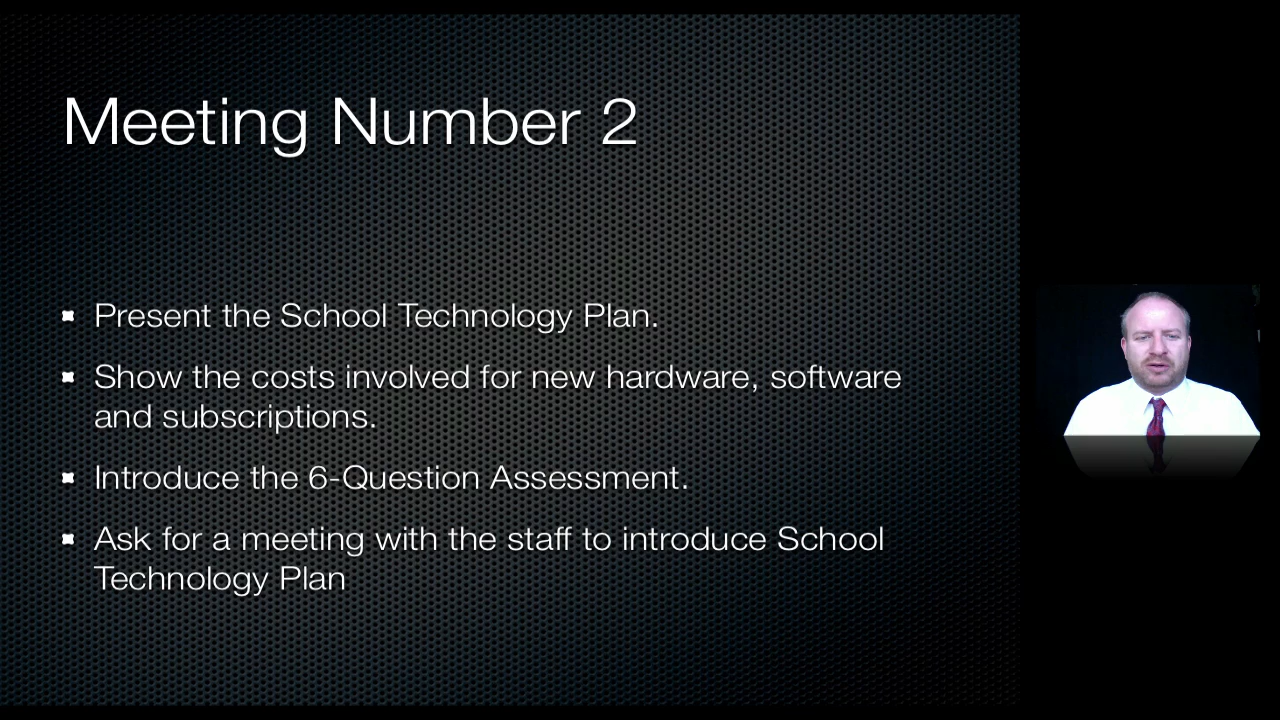 Meeting Number 2
Present the School Technology Plan.
Show the costs involved for new hardware, software
and subscriptions.
Introduce the 6-Question Assessment.
Ask for a meeting with the staff to introduce School
Technology Plan